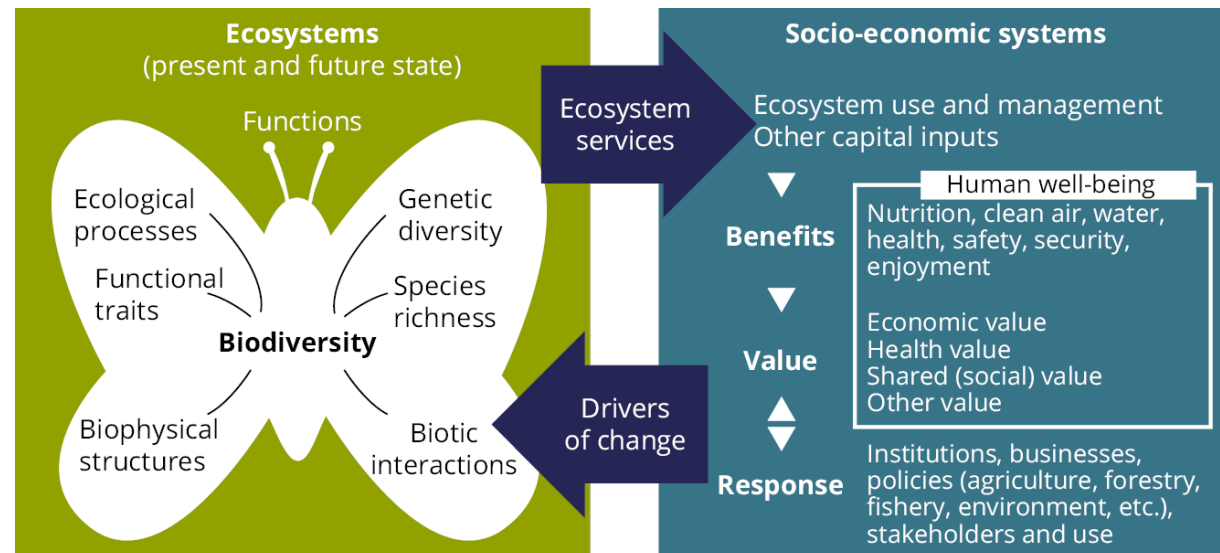 Ecosystems
(present and future state)
Functions
Ecological
processes
Genetic
diversity
Functional
traits
Species
richness
Biodiversity
Biophysical
structures
Biotic
interactions
Ecosystem
services
Drivers
of change
Socio-economic systems
Ecosystem use and management
Other capital inputs
Human well-being
Benefits
Nutrition, clean air, water,
health, safety, security,
enjoyment
Value
Economic value
Health value
Shared (social) value
Other value
Response
Institutions, businesses,
policies (agriculture, forestry,
fishery, environment, etc.),
stakeholders and use